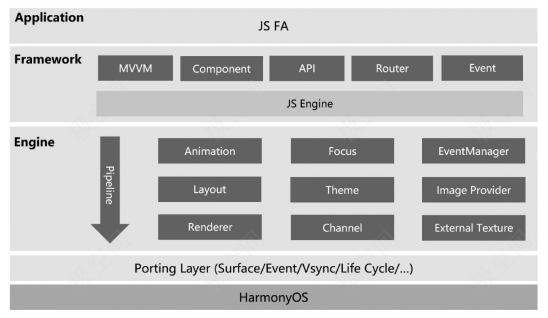 Application
JS FA
Framework
MVVM Component API Router Event
JS Engine
Engine
Pipeline
Animation Focus EventManager
Layout Theme Image Provider
Renderer Channel External Texture
Porting Layer (Surface/Event/Vsync/Life Cycle/...)
HarmonyOS